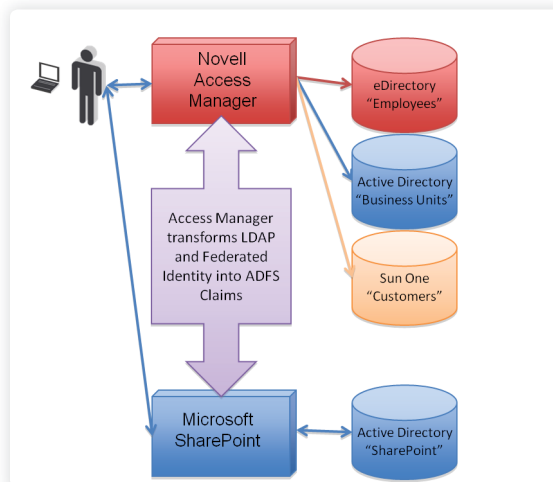 Novell
Access
Manager
eDirectory
“Employees”
Active Directory
“Business Units”
Access Manager
transforms LDAP
and Federated
Identity into ADFS
Claims
Sun One
“Customers”
Microsoft
SharePoint
Active Directory
“SharePoint”